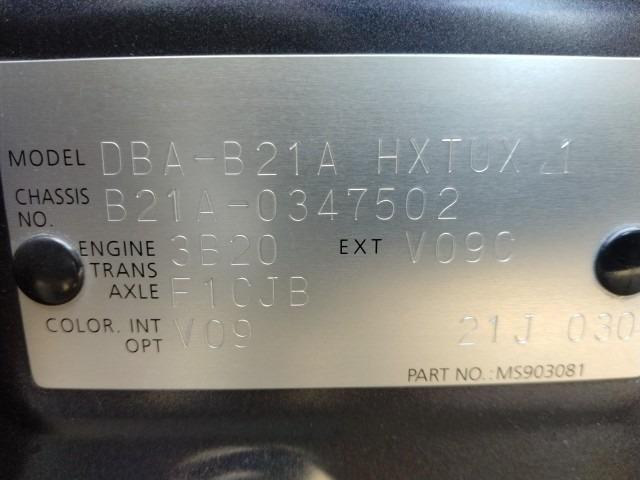 MODEL DBA-B21A HXTUXZ1
CHASSIS NO. B21A-0347502
ENGINE 3B20 EXT V09C
TRANS AXLE F1CJB
COLOR. INT V09
OPT 21J 030
PART NO.:MS903081